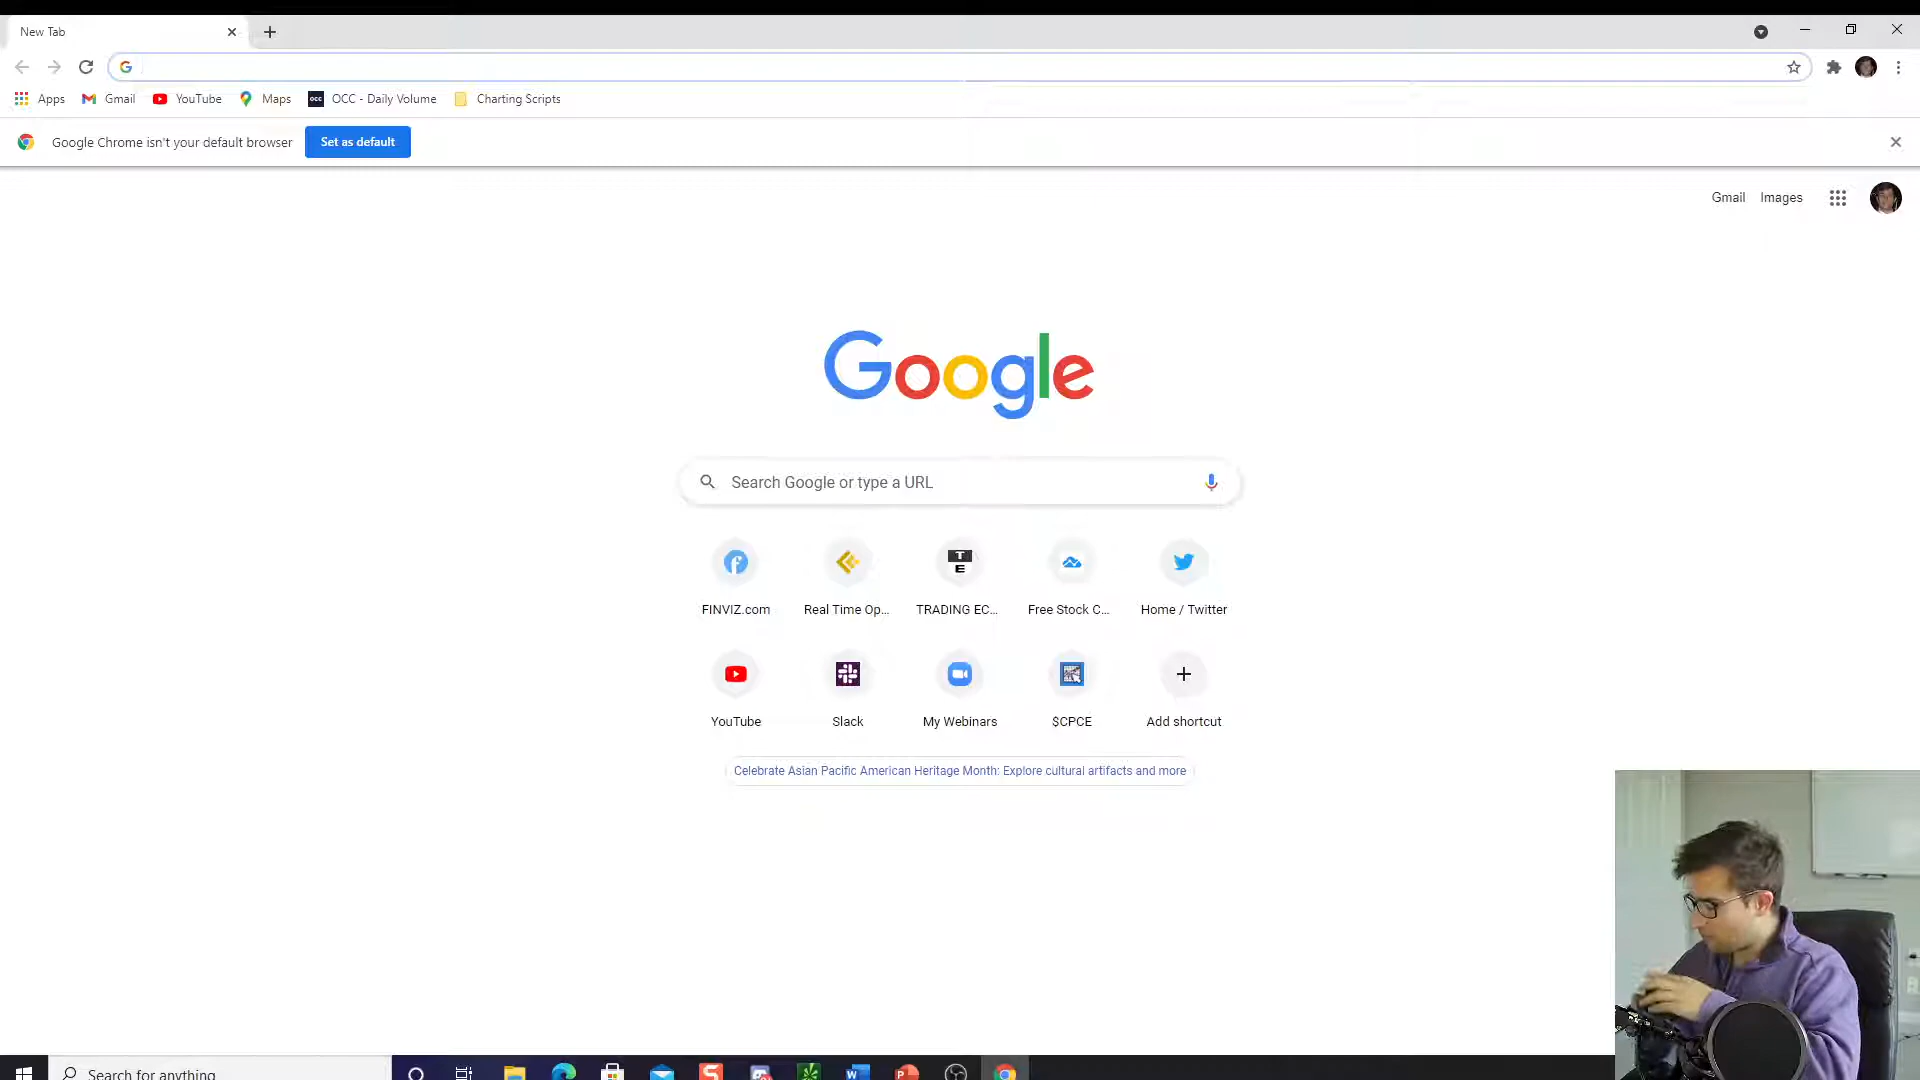 New Tab
Apps Gmail YouTube Maps OCC - Daily Volume Charting Scripts
Google Chrome isn't your default browser Set as default
Gmail Images
Google
Search Google or type a URL
FINVIZ.com Real Time Op... TRADING EC... Free Stock C... Home / Twitter
YouTube Slack My Webinars $CPCE Add shortcut
Celebrate Asian Pacific American Heritage Month: Explore cultural artifacts and more
Search for anything